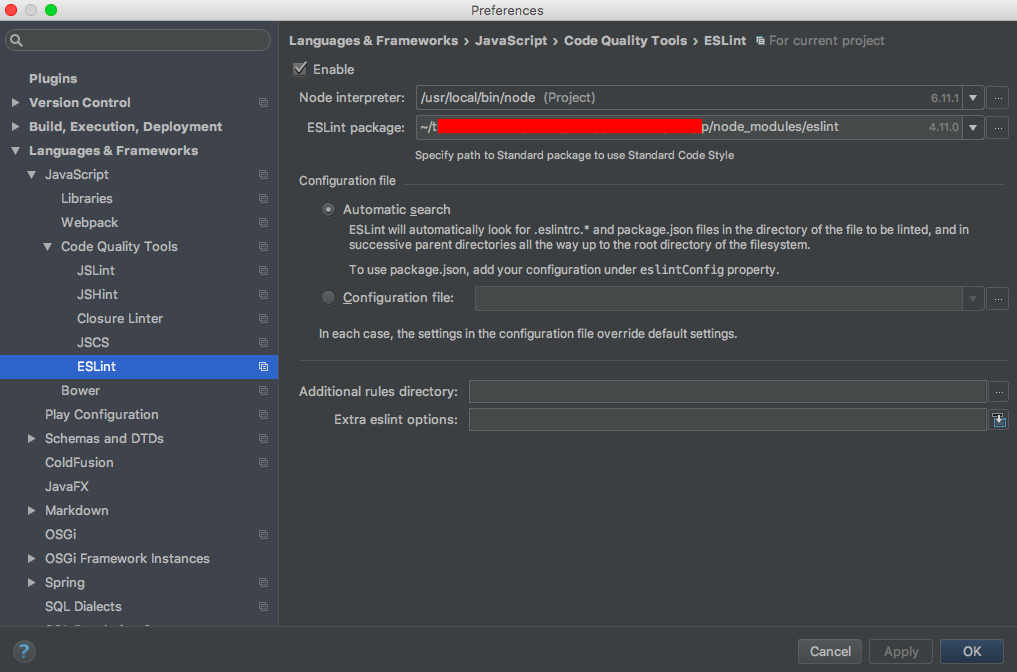 Preferences
Plugins
Version Control
Build, Execution, Deployment
Languages & Frameworks
JavaScript
Libraries
Webpack
Code Quality Tools
JSLint
JSHint
Closure Linter
JSCS
ESLint
Bower
Play Configuration
Schemas and DTDs
ColdFusion
JavaFX
Markdown
OSGi
OSGi Framework Instances
Spring
SQL Dialects
Languages & Frameworks › JavaScript › Code Quality Tools › ESLint For current project
Enable
Node interpreter: /usr/local/bin/node (Project) 6.11.1 ...
ESLint package: ~/t p/node_modules/eslint 4.11.0 ...
Specify path to Standard package to use Standard Code Style
Configuration file
Automatic search
ESLint will automatically look for .eslintrc.* and package.json files in the directory of the file to be linted, and in
successive parent directories all the way up to the root directory of the filesystem.
To use package.json, add your configuration under eslintConfig property.
Configuration file: ...
In each case, the settings in the configuration file override default settings.
Additional rules directory: ...
Extra eslint options:
?
Cancel
Apply
OK